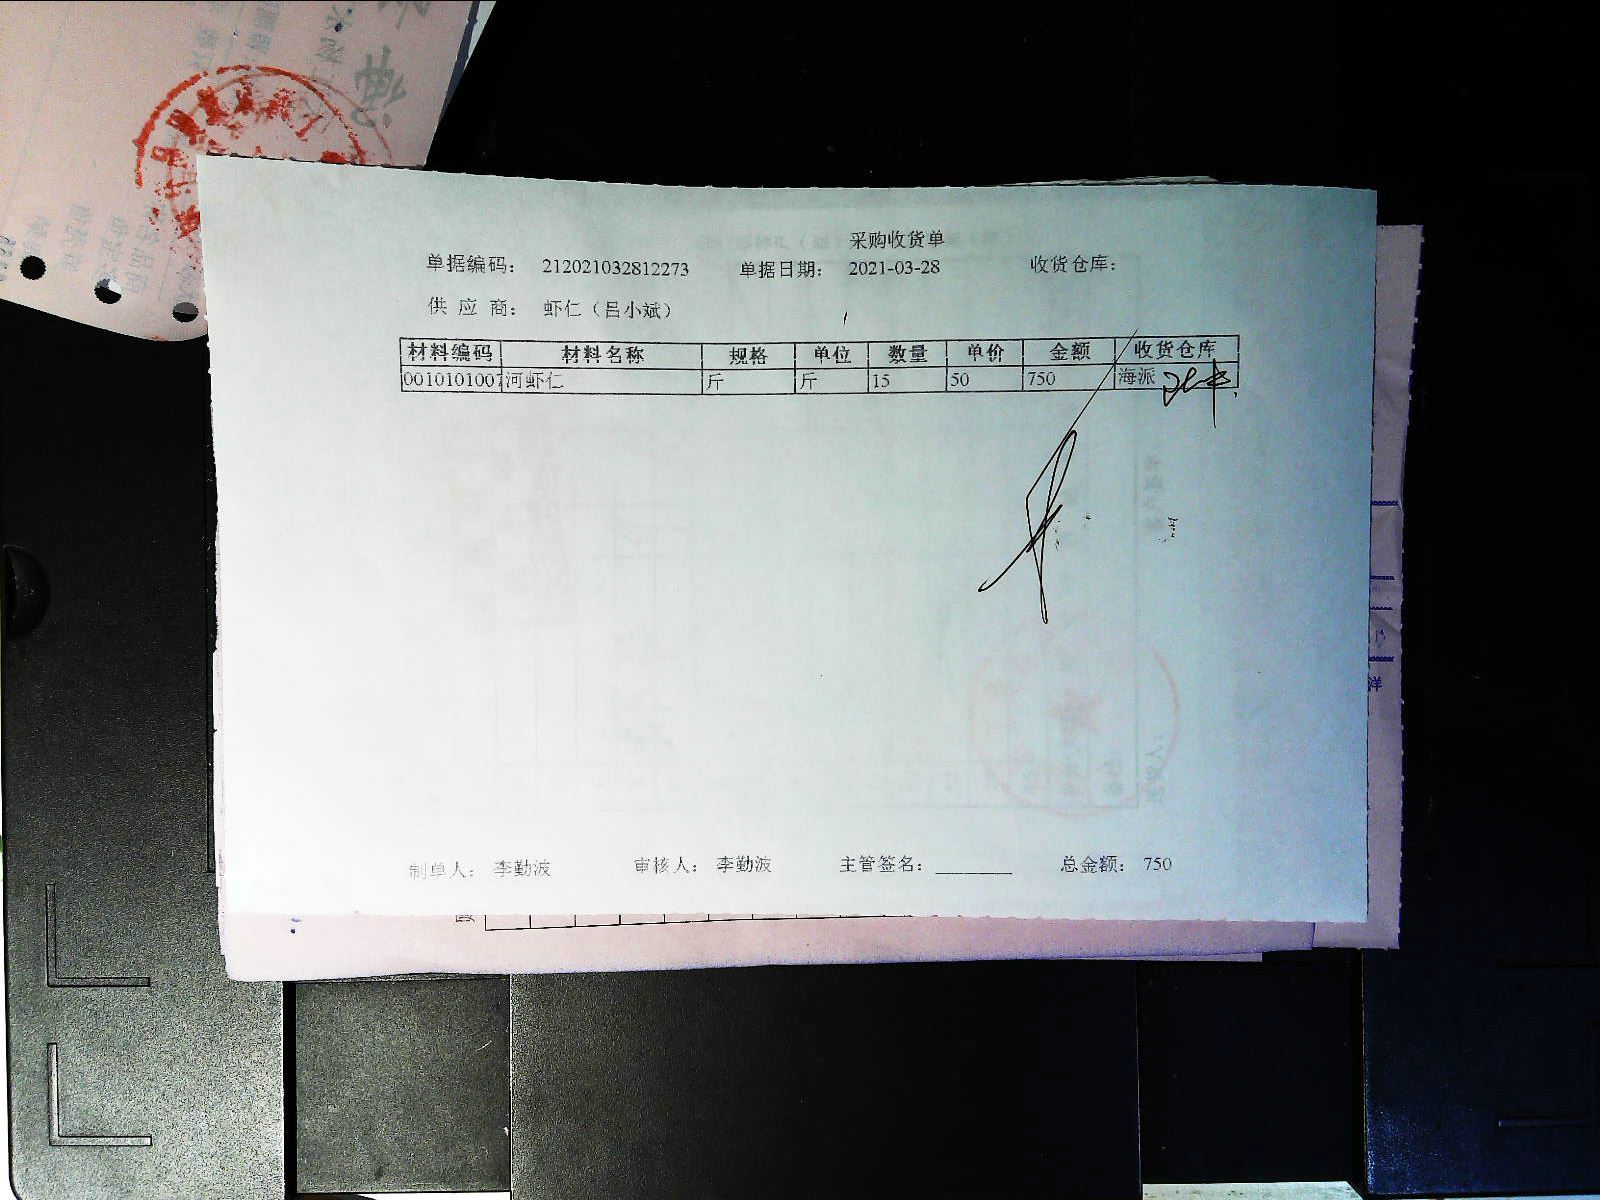 采购收货单
单据编码： 212021032812273 单据日期： 2021-03-28 收货仓库：
供 应 商： 虾仁（吕小斌）
材料编码 材料名称 规格 单位 数量 单价 金额 收货仓库
0010101007 河虾仁 斤 斤 15 50 750 海派
制单人： 李勤波 审核人： 李勤波 主管签名： 总金额： 750
洋